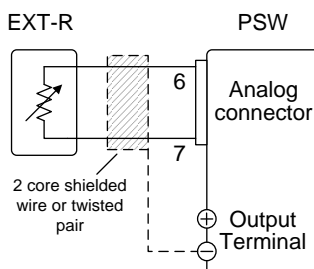 EXT-R
PSW
6
Analog
connector
7
2 core shielded
wire or twisted
pair
+
Output
Terminal
-